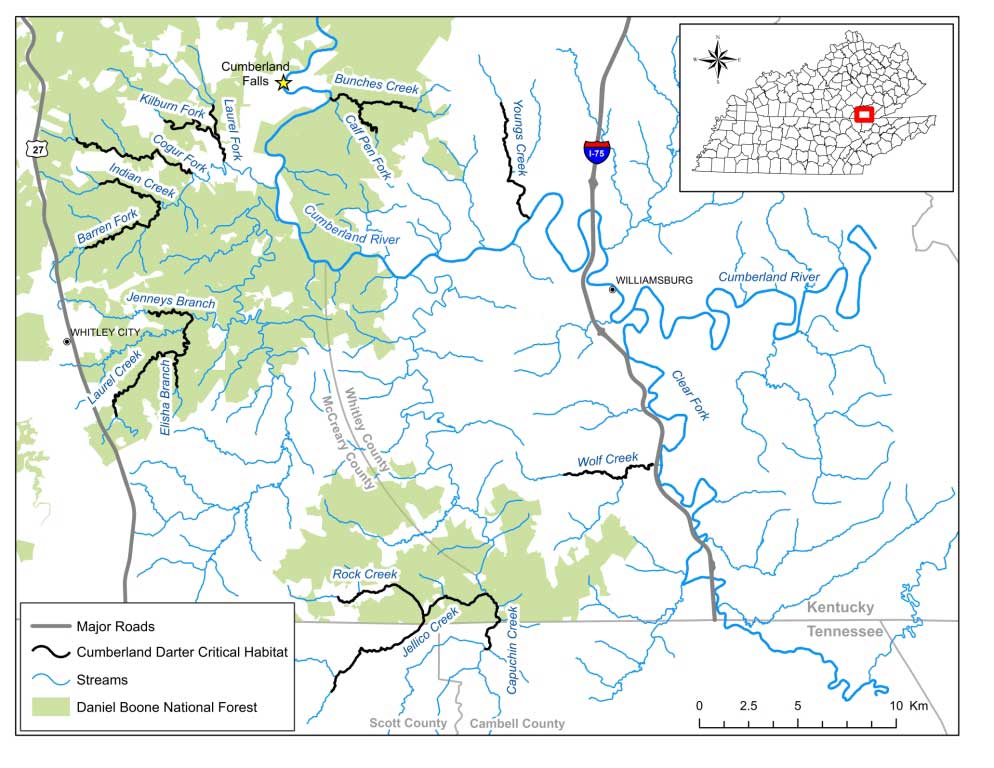 Cumberland
Falls
Bunches Creek
Kilburn Fork
Laurel Fork
Calf Pen Fork
Youngs Creek
27
Cogur Fork
I-75
Indian Creek
Barren Fork
Cumberland River
WILLIAMSBURG
Cumberland River
Jenneys Branch
WHITLEY CITY
Laurel Creek
Elisha Branch
Whitley County
McCreary County
Clear Fork
Wolf Creek
Rock Creek
Jellico Creek
Capuchin Creek
Kentucky
Tennessee
Scott County
Cambell County
N
W
E
S
Major Roads
Cumberland Darter Critical Habitat
Streams
Daniel Boone National Forest
0 2.5 5 10 Km